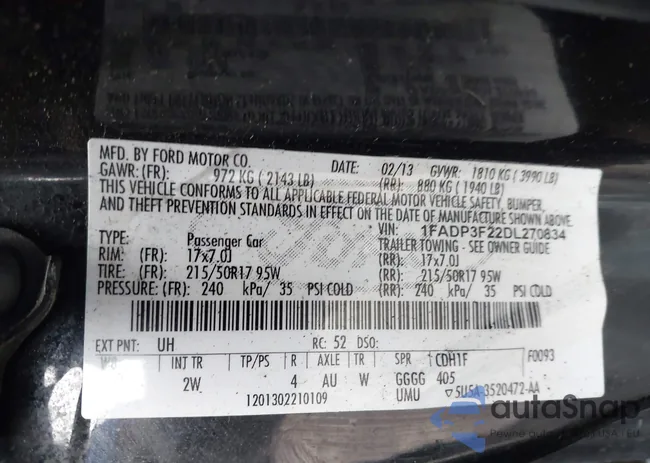 MFD. BY FORD MOTOR CO.
DATE: 02/13 GVWR: 1810 KG ( 3990 LB)
GAWR: (FR): 972 KG ( 2143 LB) (RR): 880 KG ( 1940 LB)
THIS VEHICLE CONFORMS TO ALL APPLICABLE FEDERAL MOTOR VEHICLE SAFETY, BUMPER,
AND THEFT PREVENTION STANDARDS IN EFFECT ON THE DATE OF MANUFACTURE SHOWN ABOVE.
VIN: 1FADP3F22DL270834
TYPE: Passenger Car TRAILER TOWING - SEE OWNER GUIDE
RIM: (FR): 17x7.0J (RR): 17x7.0J
TIRE: (FR): 215/50R17 95W (RR): 215/50R17 95W
PRESSURE: (FR): 240 kPa/ 35 PSI COLD (RR): 240 kPa/ 35 PSI COLD
EXT PNT: UH RC: 52 DSO: F0093
WB INT TR TP/PS R AXLE TR SPR CDH1F
2W 4 AU W GGGG 405
UMU ▽5U5A-3520472-AA
1201302210109
autoSnap